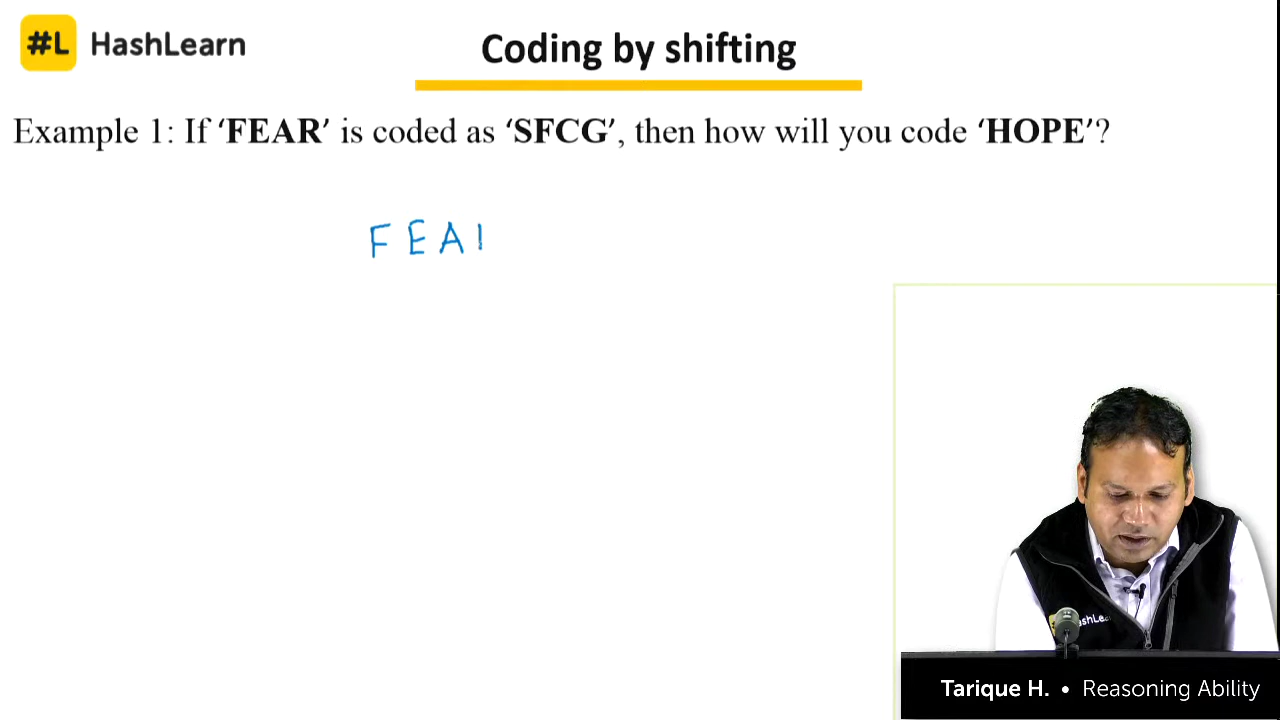 #L HashLearn
Coding by shifting
Example 1: If ‘FEAR’ is coded as ‘SFCG’, then how will you code ‘HOPE’?
F E A I
ashLea
Tarique H. • Reasoning Ability